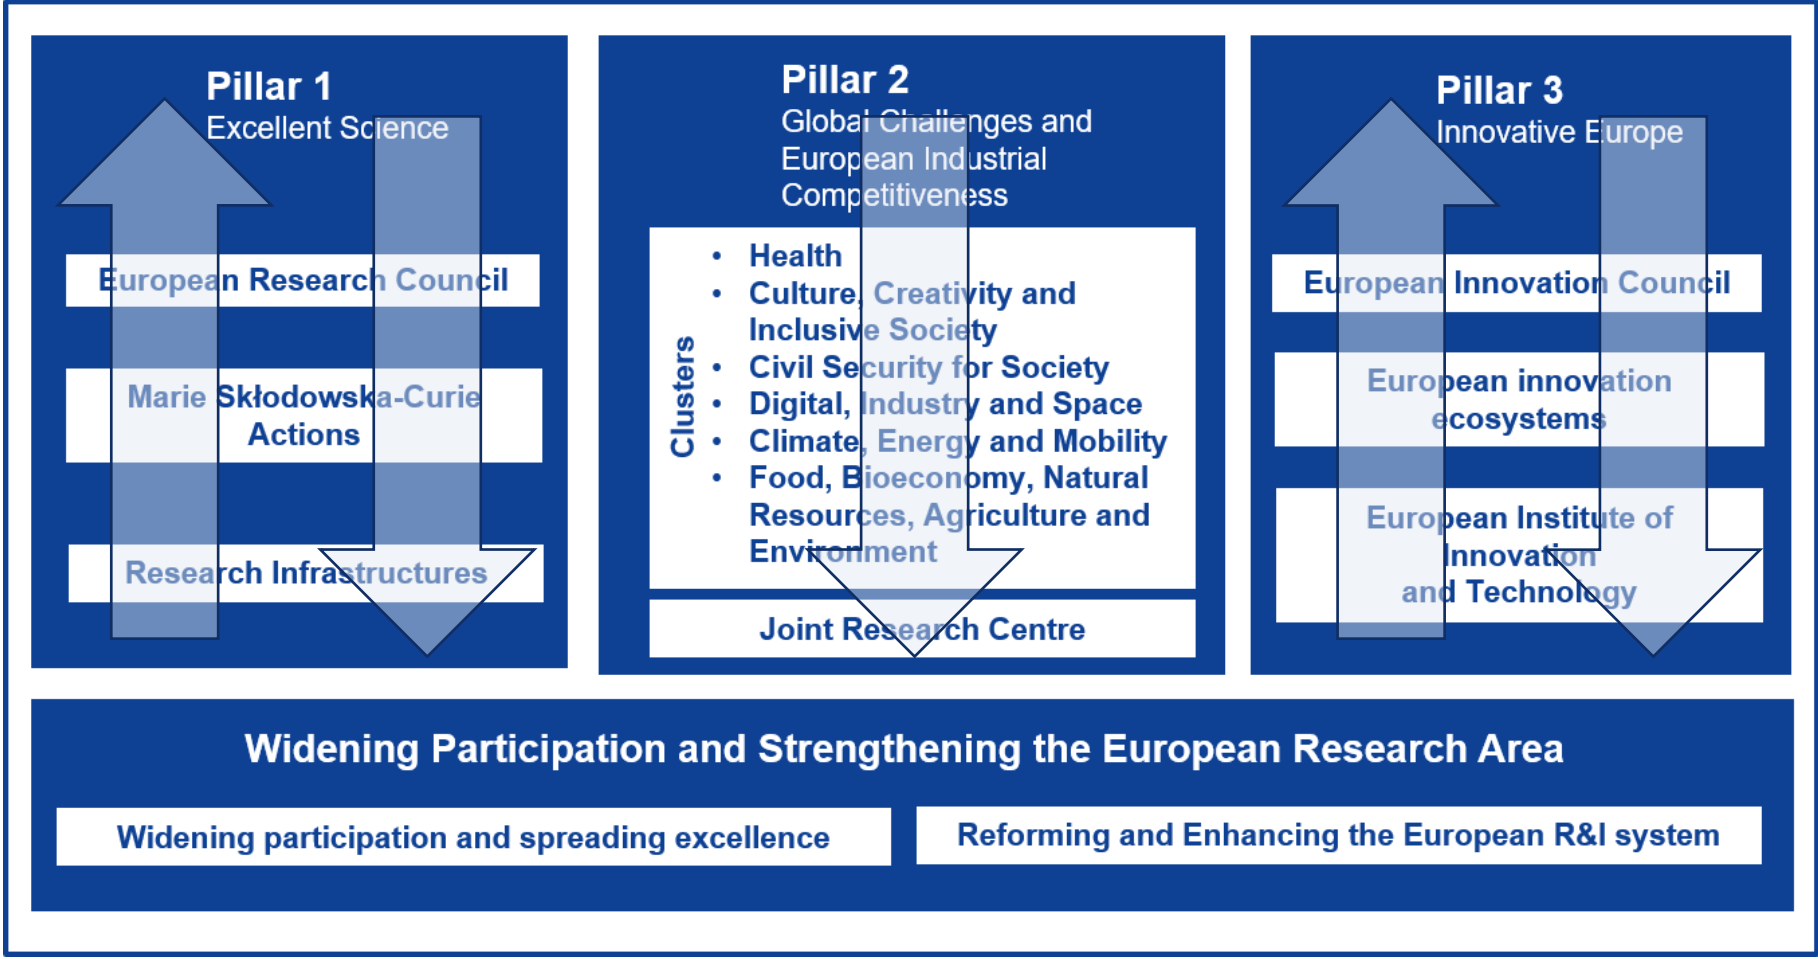 Pillar 1
Excellent Science
European Research Council
Marie Skłodowska-Curie
Actions
Research Infrastructures
Pillar 2
Global Challenges and
European Industrial
Competitiveness
Clusters
• Health
• Culture, Creativity and
Inclusive Society
• Civil Security for Society
• Digital, Industry and Space
• Climate, Energy and Mobility
• Food, Bioeconomy, Natural
Resources, Agriculture and
Environment
Joint Research Centre
Pillar 3
Innovative Europe
European Innovation Council
European innovation
ecosystems
European Institute of
Innovation
and Technology
Widening Participation and Strengthening the European Research Area
Widening participation and spreading excellence
Reforming and Enhancing the European R&I system